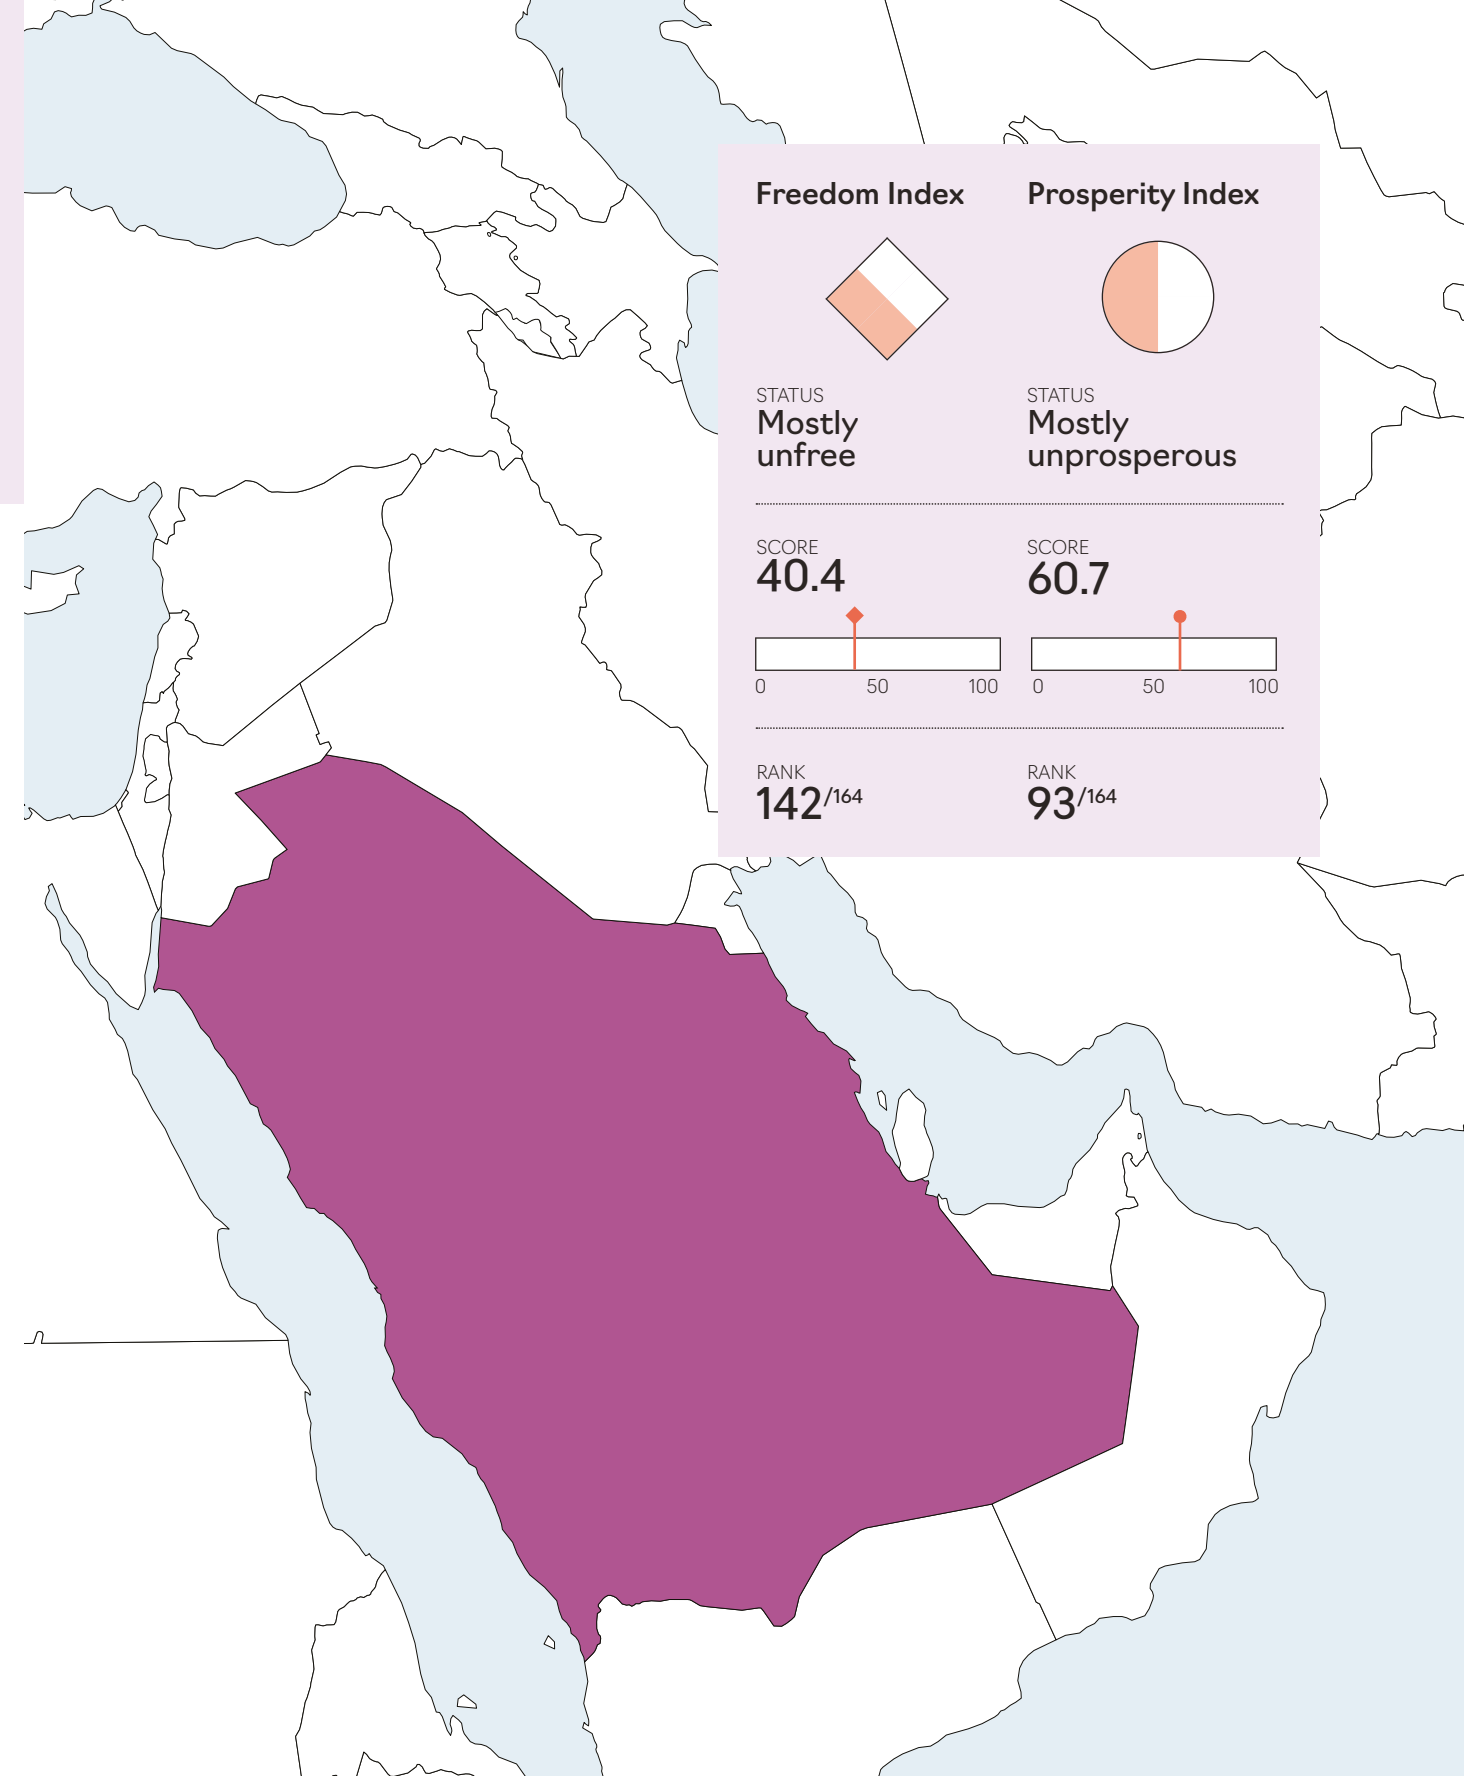 Freedom Index
Prosperity Index
STATUS
Mostly
unfree
STATUS
Mostly
unprosperous
SCORE
40.4
0 50 100
SCORE
60.7
0 50 100
RANK
142/164
RANK
93/164